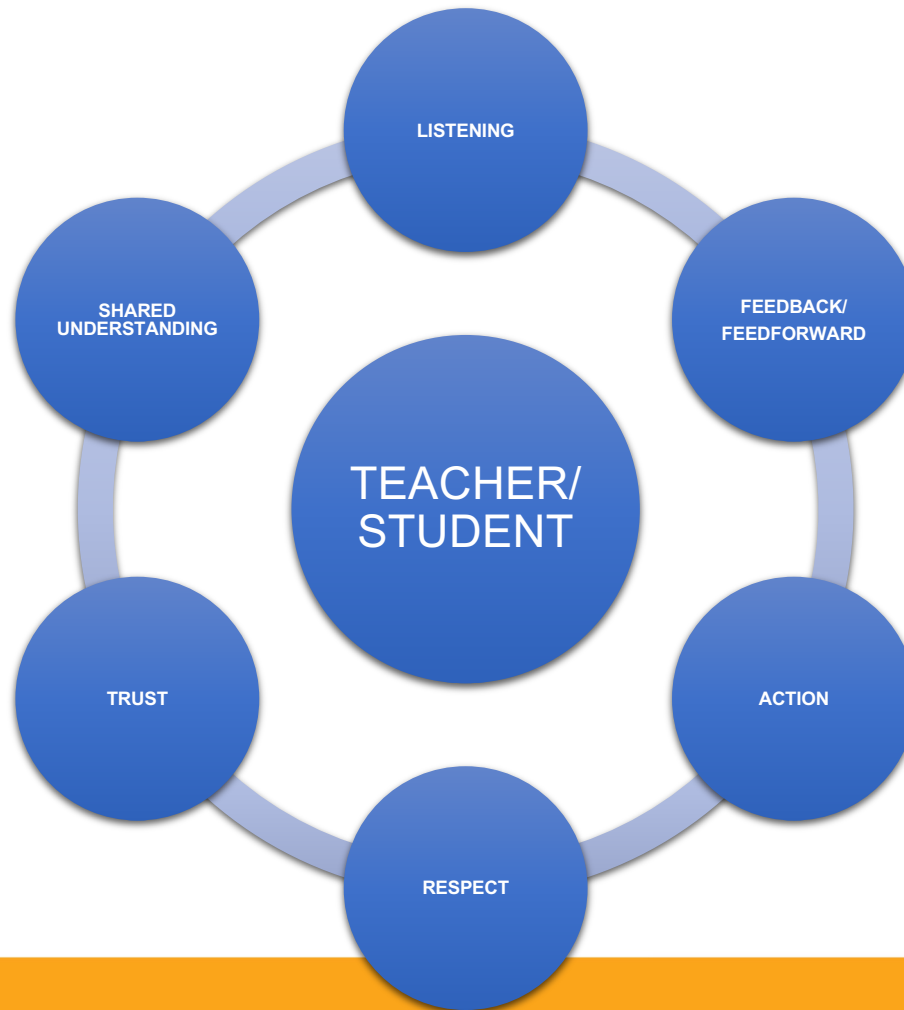 LISTENING
FEEDBACK/
FEEDFORWARD
ACTION
RESPECT
TRUST
SHARED
UNDERSTANDING
TEACHER/
STUDENT